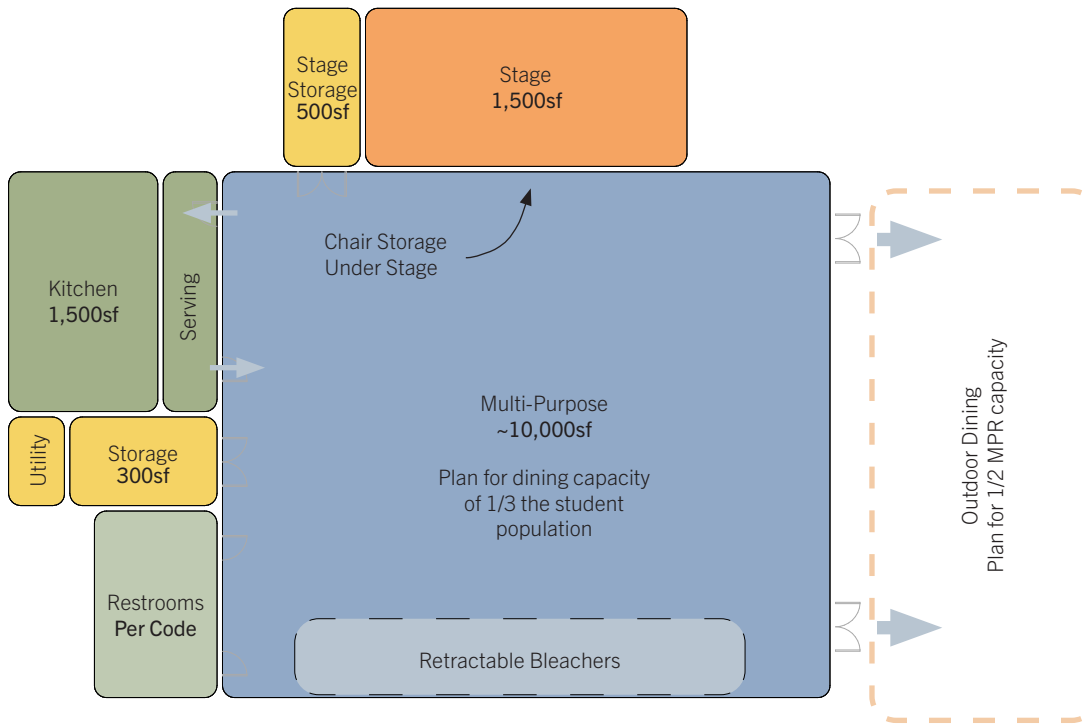 Stage
Storage
500sf
Stage
1,500sf
Chair Storage
Under Stage
Kitchen
1,500sf
Serving
Multi-Purpose
~10,000sf
Plan for dining capacity
of 1/3 the student
population
Outdoor Dining
Plan for 1/2 MPR capacity
Utility
Storage
300sf
Restrooms
Per Code
Retractable Bleachers